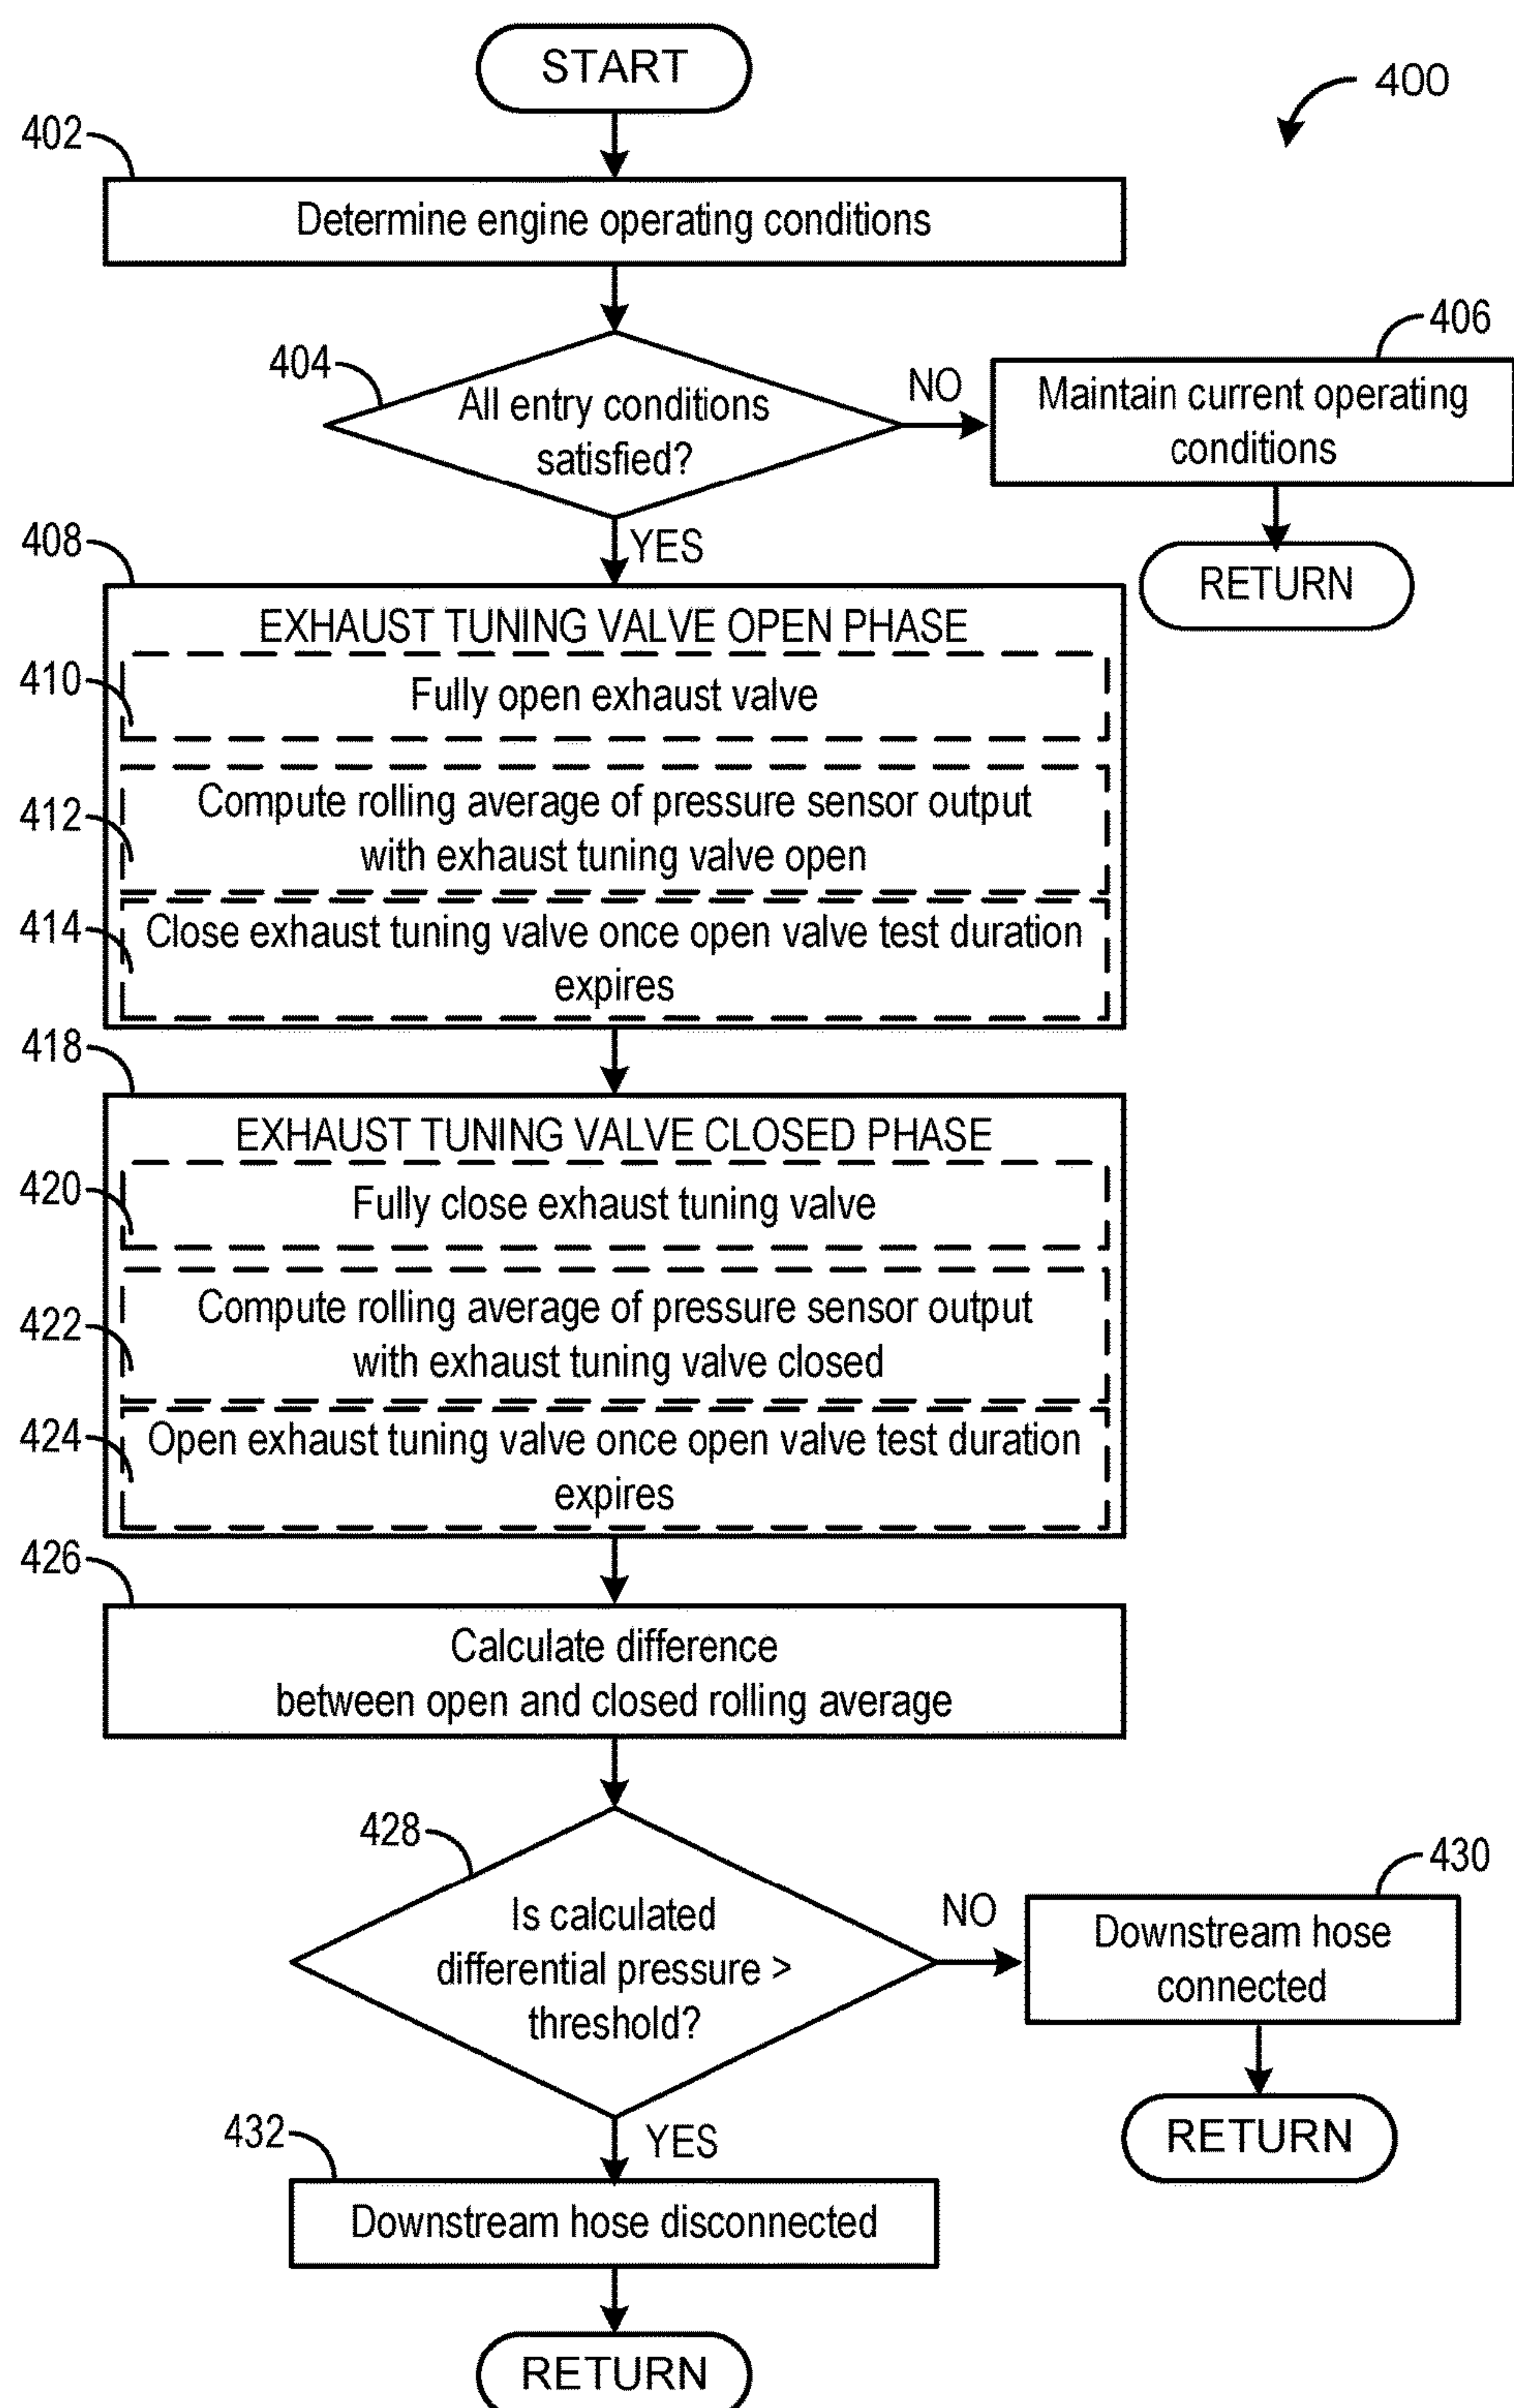 START
400
402
Determine engine operating conditions
404
All entry conditions
satisfied?
NO
406
Maintain current operating
conditions
RETURN
YES
408
EXHAUST TUNING VALVE OPEN PHASE
410
Fully open exhaust valve
412
Compute rolling average of pressure sensor output
with exhaust tuning valve open
414
Close exhaust tuning valve once open valve test duration
expires
418
EXHAUST TUNING VALVE CLOSED PHASE
420
Fully close exhaust tuning valve
422
Compute rolling average of pressure sensor output
with exhaust tuning valve closed
424
Open exhaust tuning valve once open valve test duration
expires
426
Calculate difference
between open and closed rolling average
428
Is calculated
differential pressure >
threshold?
NO
430
Downstream hose
connected
RETURN
YES
432
Downstream hose disconnected
RETURN